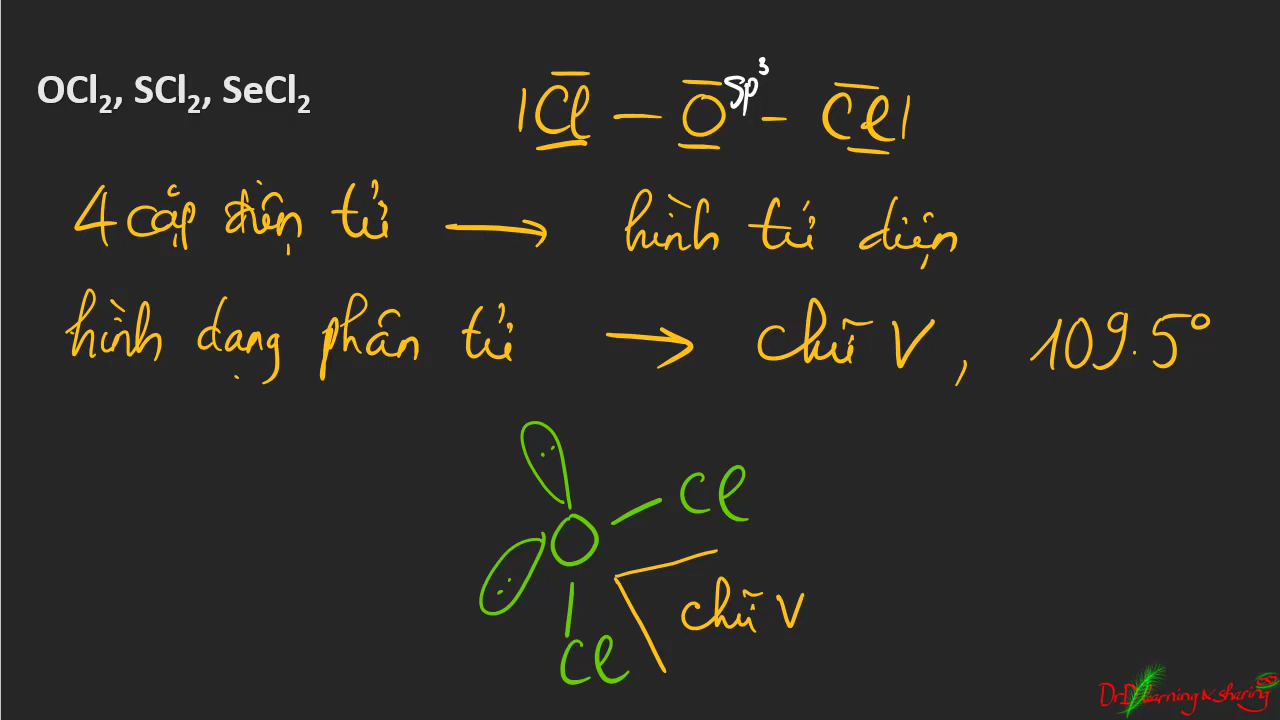 OCl₂, SCl₂, SeCl₂
|Cl — O sp³ — Cl|
4 cặp điện tử → hình tứ diện
hình dạng phân tử → chữ V, 109.5°
O Cl
Cl
chữ V
Dr.D learning & sharing